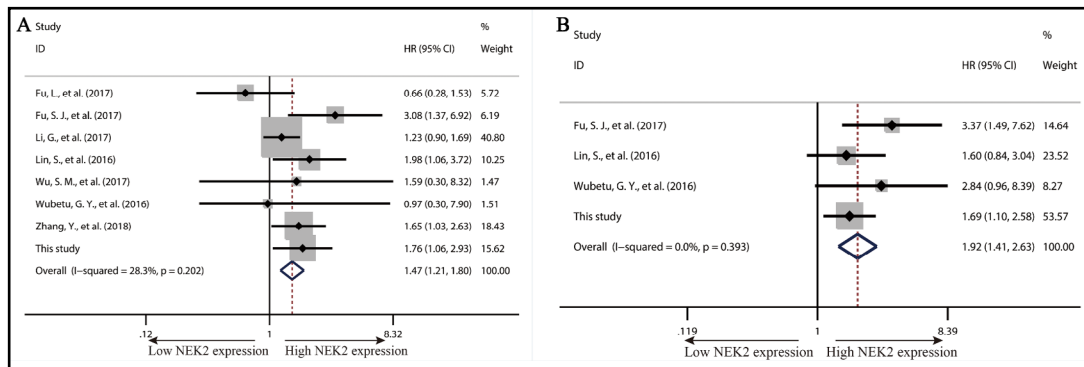 A
Study %
ID HR (95% CI) Weight
Fu, L., et al. (2017) 0.66 (0.28, 1.53) 5.72
Fu, S. J., et al. (2017) 3.08 (1.37, 6.92) 6.19
Li, G., et al. (2017) 1.23 (0.90, 1.69) 40.80
Lin, S., et al. (2016) 1.98 (1.06, 3.72) 10.25
Wu, S. M., et al. (2017) 1.59 (0.30, 8.32) 1.47
Wubetu, G. Y., et al. (2016) 0.97 (0.30, 7.90) 1.51
Zhang, Y., et al. (2018) 1.65 (1.03, 2.63) 18.43
This study 1.76 (1.06, 2.93) 15.62
Overall (I-squared = 28.3%, p = 0.202) 1.47 (1.21, 1.80) 100.00
.12 1 8.32
Low NEK2 expression High NEK2 expression
B
Study %
ID HR (95% CI) Weight
Fu, S. J., et al. (2017) 3.37 (1.49, 7.62) 14.64
Lin, S., et al. (2016) 1.60 (0.84, 3.04) 23.52
Wubetu, G. Y., et al. (2016) 2.84 (0.96, 8.39) 8.27
This study 1.69 (1.10, 2.58) 53.57
Overall (I-squared = 0.0%, p = 0.393) 1.92 (1.41, 2.63) 100.00
.119 1 8.39
Low NEK2 expression High NEK2 expression